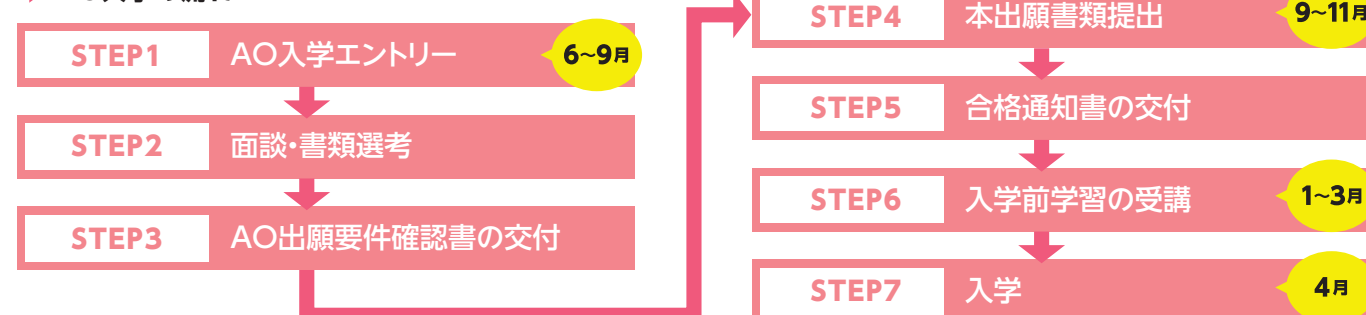 STEP1 AO入学エントリー 6~9月
STEP2 面談・書類選考
STEP3 AO出願要件確認書の交付
STEP4 本出願書類提出 9~11月
STEP5 合格通知書の交付
STEP6 入学前学習の受講 1~3月
STEP7 入学 4月